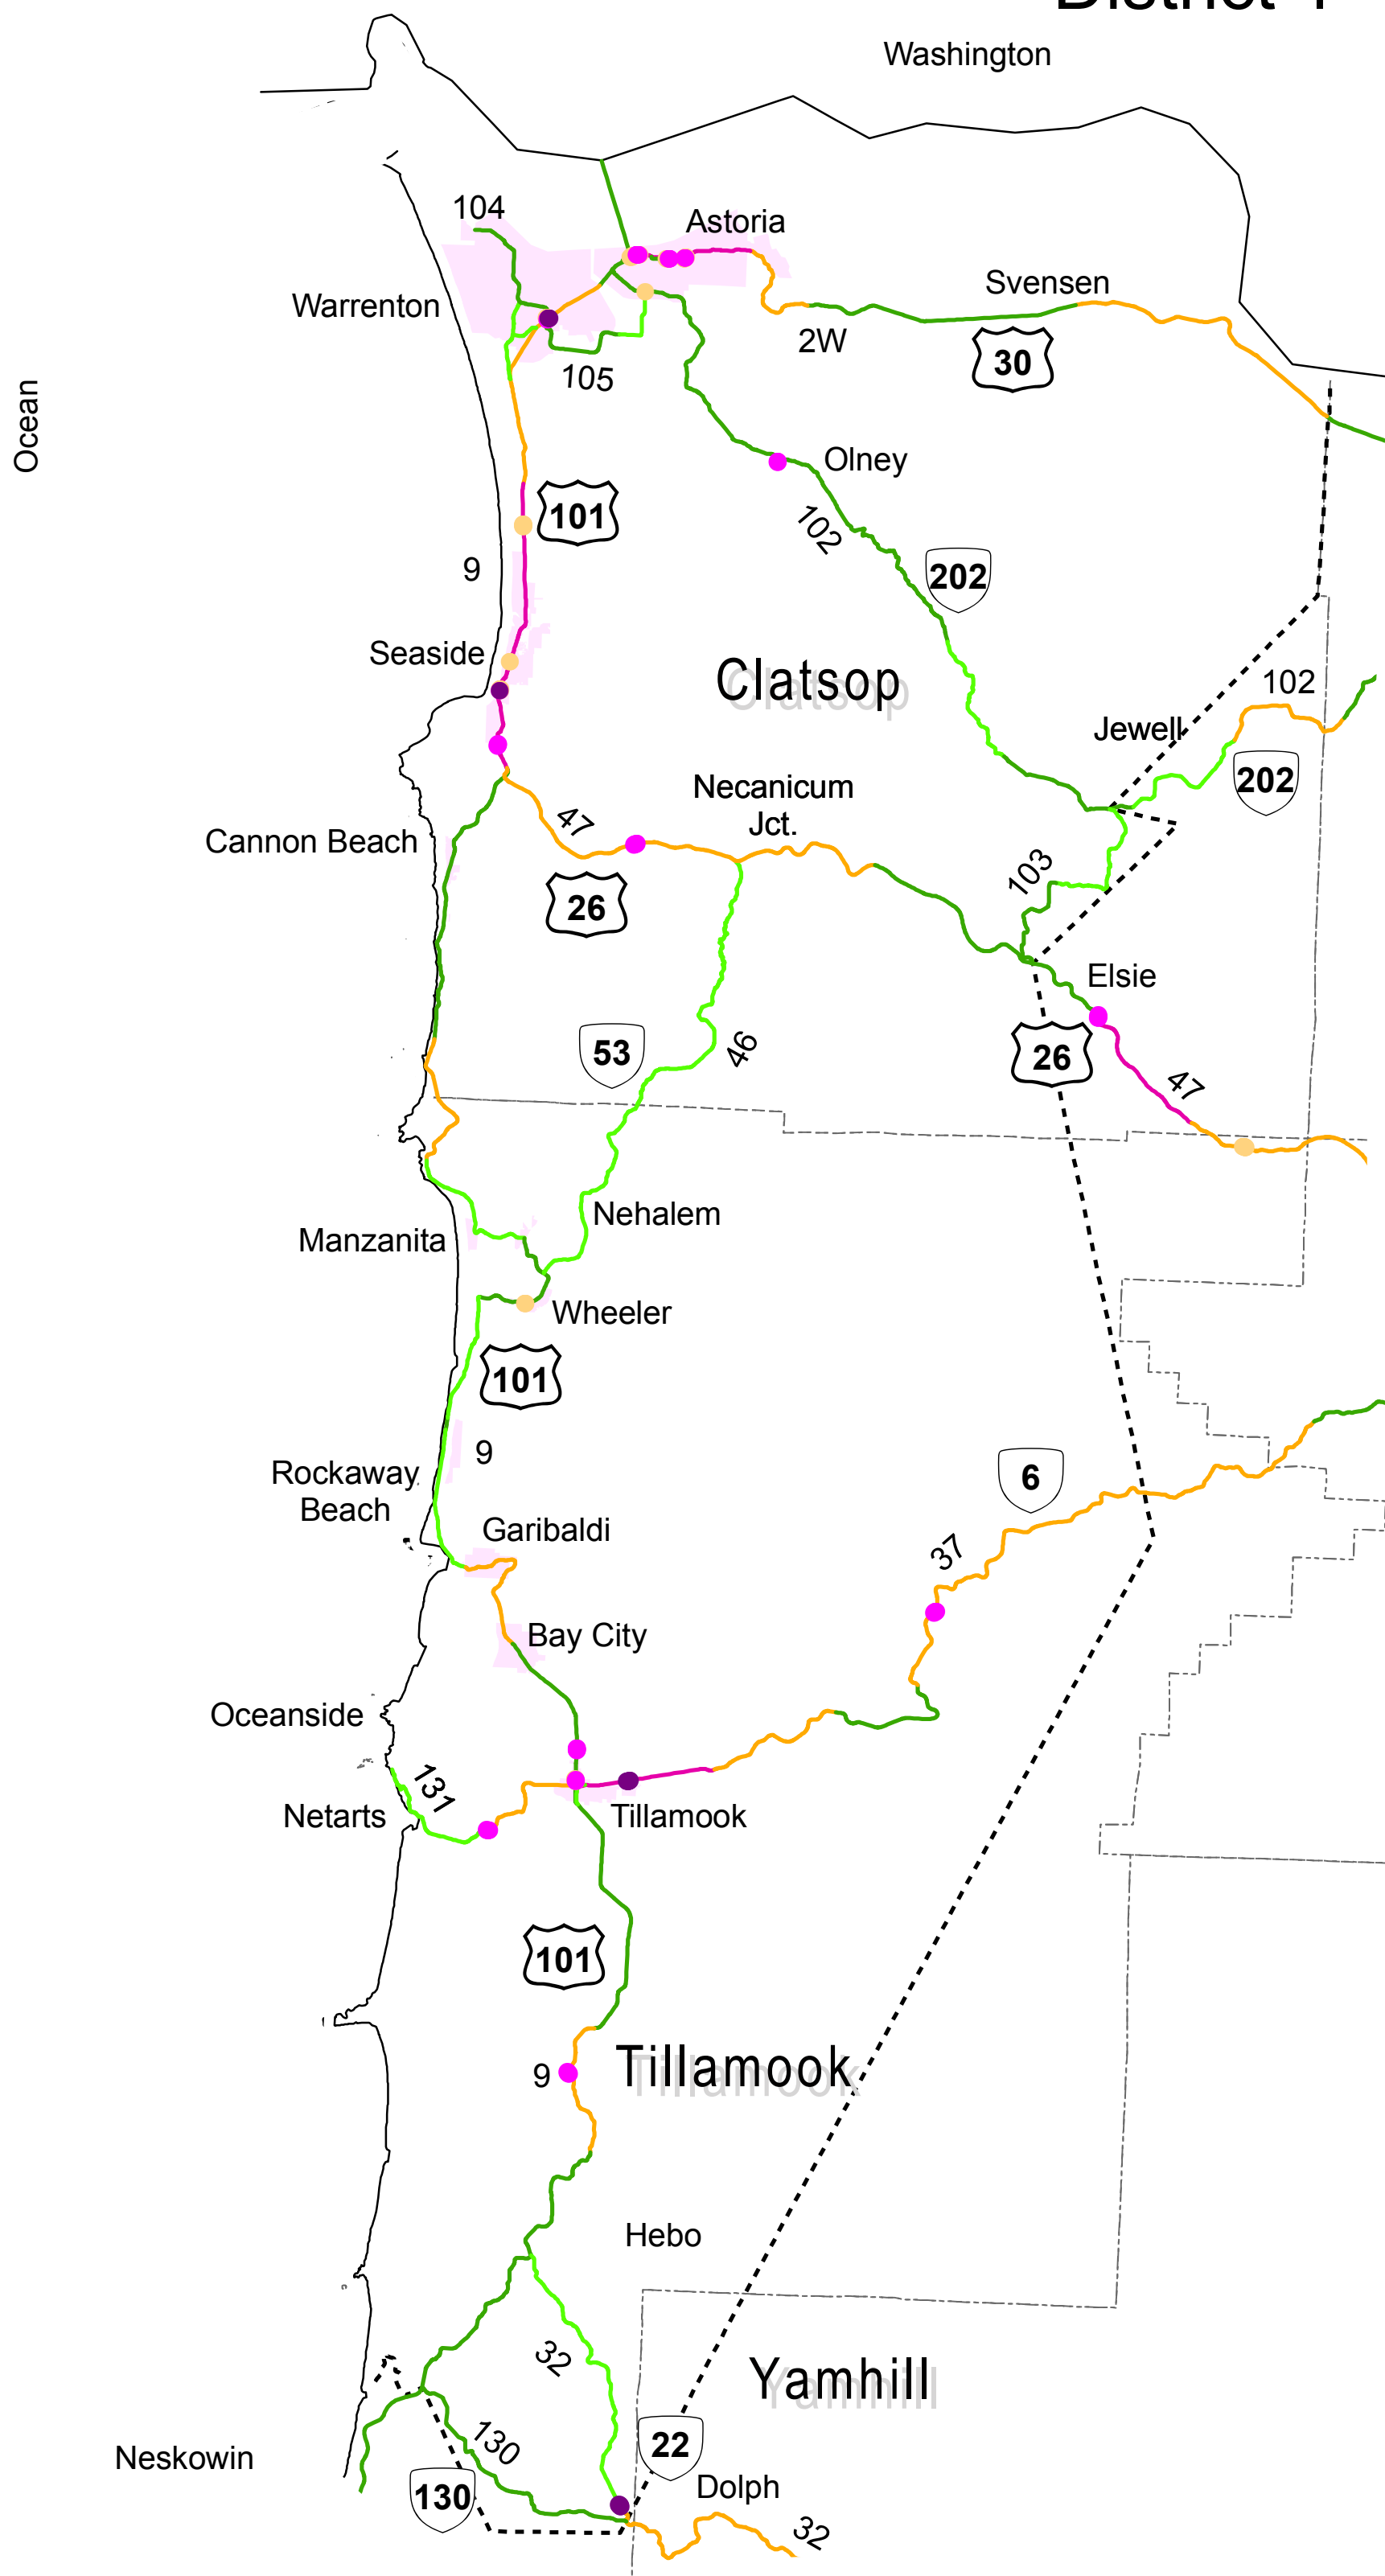 District 1
Washington
104
Astoria
Warrenton
Svensen
2W
30
105
Ocean
Olney
101
102
202
9
Seaside
Clatsop
102
Jewell
202
Necanicum
Jct.
47
Cannon Beach
103
26
Elsie
53
46
26
47
Nehalem
Manzanita
Wheeler
101
9
6
Rockaway
Beach
Garibaldi
37
Bay City
Oceanside
131
Netarts
Tillamook
101
Tillamook
9
Hebo
32
Yamhill
130
22
Neskowin
Dolph
130
32